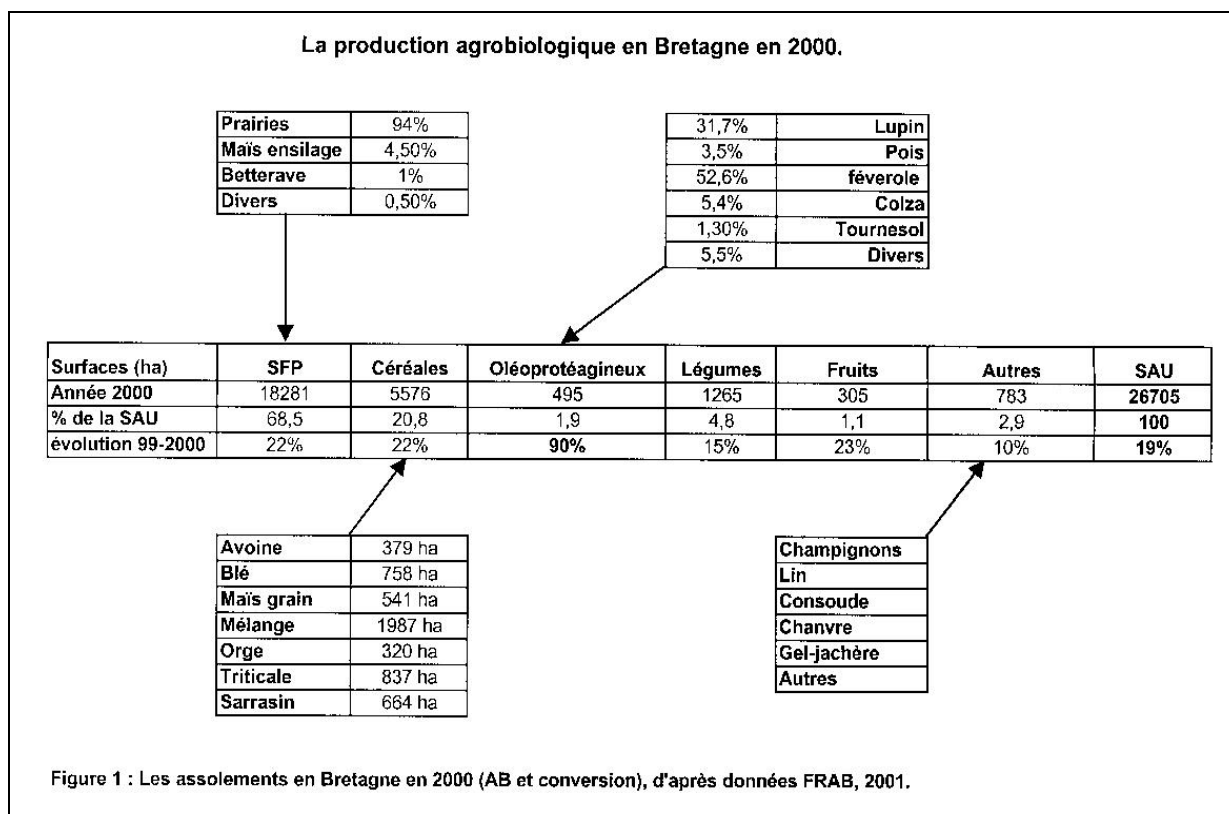 La production agrobiologique en Bretagne en 2000.
Prairies 94%
Maïs ensilage 4,50%
Betterave 1%
Divers 0,50%
31,7% Lupin
3,5% Pois
52,6% féverole
5,4% Colza
1,30% Tournesol
5,5% Divers
Surfaces (ha) SFP Céréales Oléoprotéagineux Légumes Fruits Autres SAU
Année 2000 18281 5576 495 1265 305 783 26705
% de la SAU 68,5 20,8 1,9 4,8 1,1 2,9 100
évolution 99-2000 22% 22% 90% 15% 23% 10% 19%
Avoine 379 ha
Blé 758 ha
Maïs grain 541 ha
Mélange 1987 ha
Orge 320 ha
Triticale 837 ha
Sarrasin 664 ha
Champignons
Lin
Consoude
Chanvre
Gel-jachère
Autres
Figure 1 : Les assolements en Bretagne en 2000 (AB et conversion), d'après données FRAB, 2001.